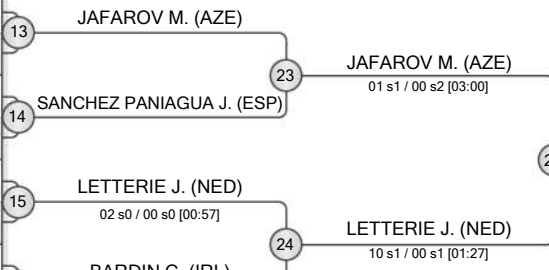 JAFAROV M. (AZE)
13
23
JAFAROV M. (AZE)
01 s1 / 00 s2 [03:00]
SANCHEZ PANIAGUA J. (ESP)
14
LETTERIE J. (NED)
15
02 s0 / 00 s0 [00:57]
LETTERIE J. (NED)
24
10 s1 / 00 s1 [01:27]